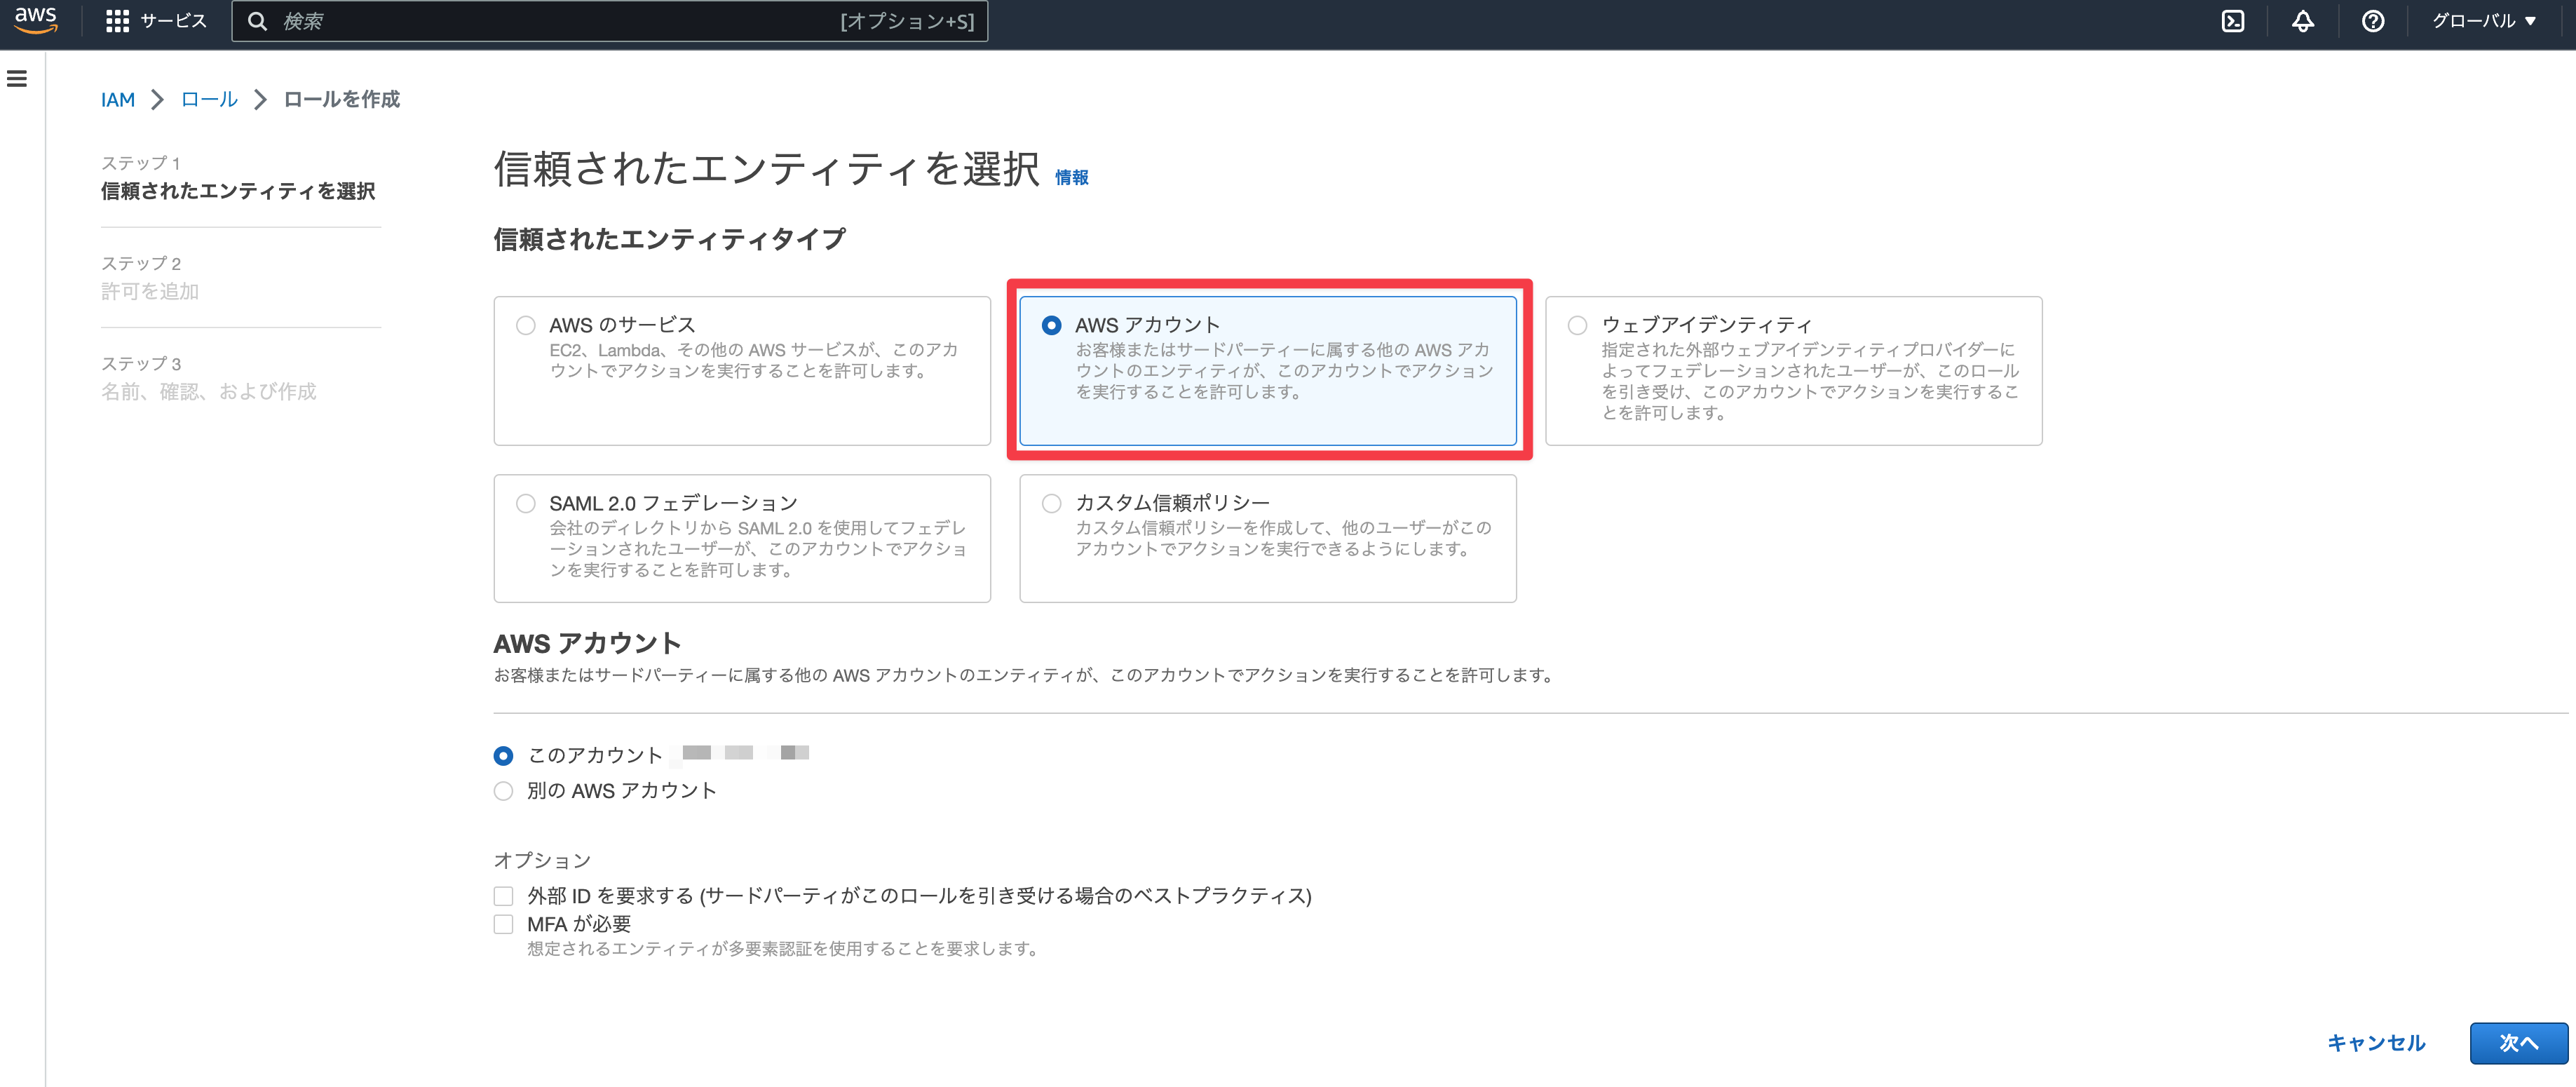 aws サービス 検索 [オプション+S] グローバル ▼
IAM > ロール > ロールを作成
ステップ 1
信頼されたエンティティを選択
ステップ 2
許可を追加
ステップ 3
名前、確認、および作成
信頼されたエンティティを選択 情報
信頼されたエンティティタイプ
AWS のサービス
EC2、Lambda、その他の AWS サービスが、このアカ
ウントでアクションを実行することを許可します。
AWS アカウント
お客様またはサードパーティーに属する他の AWS アカ
ウントのエンティティが、このアカウントでアクション
を実行することを許可します。
ウェブアイデンティティ
指定された外部ウェブアイデンティティプロバイダーに
よってフェデレーションされたユーザーが、このロール
を引き受け、このアカウントでアクションを実行するこ
とを許可します。
SAML 2.0 フェデレーション
会社のディレクトリから SAML 2.0 を使用してフェデレ
ーションされたユーザーが、このアカウントでアクショ
ンを実行することを許可します。
カスタム信頼ポリシー
カスタム信頼ポリシーを作成して、他のユーザーがこの
アカウントでアクションを実行できるようにします。
AWS アカウント
お客様またはサードパーティーに属する他の AWS アカウントのエンティティが、このアカウントでアクションを実行することを許可します。
このアカウント
別の AWS アカウント
オプション
外部 ID を要求する (サードパーティがこのロールを引き受ける場合のベストプラクティス)
MFA が必要
想定されるエンティティが多要素認証を使用することを要求します。
キャンセル 次へ